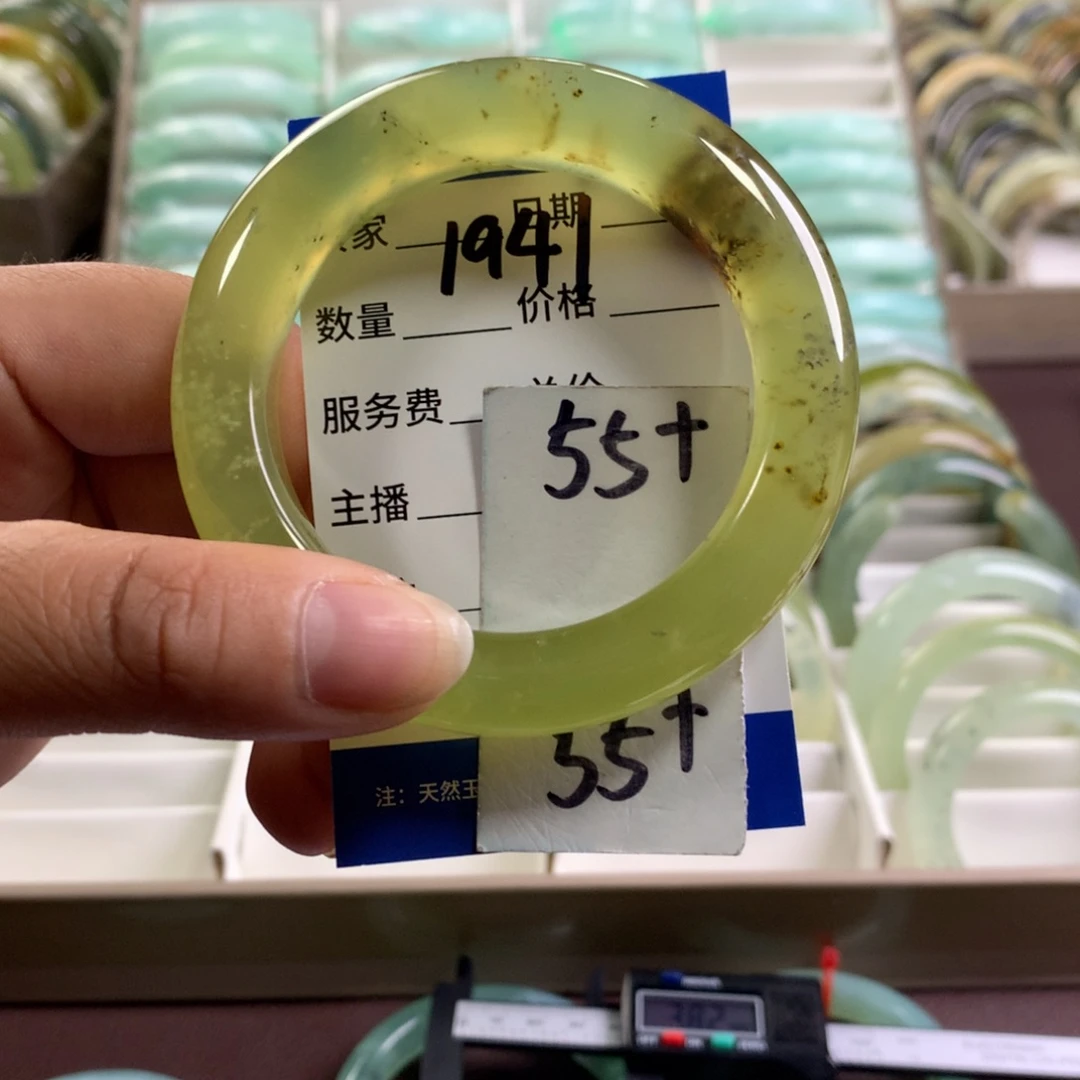 家 日期
1941
数量 价格
服务费
55+
主播
55+
注：天然玉